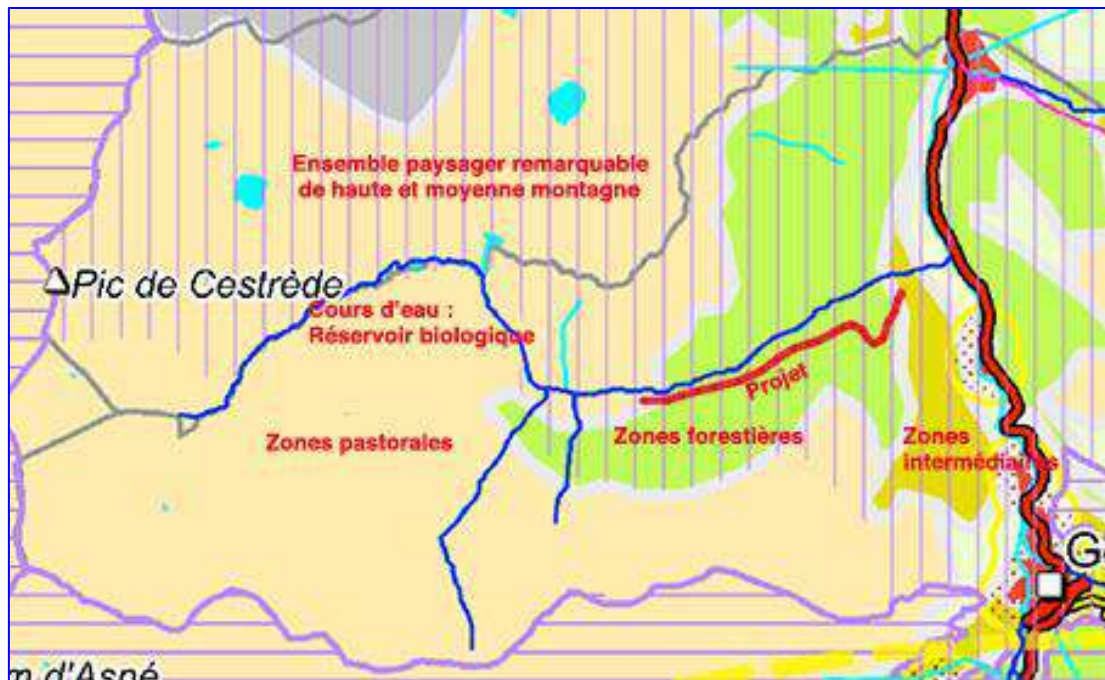 Ensemble paysager remarquable
de haute et moyenne montagne
Pic de Cestrède
Cours d'eau :
Réservoir biologique
Projet
Zones pastorales
Zones forestières
Zones
intermédiaires
G
m d'Aspé